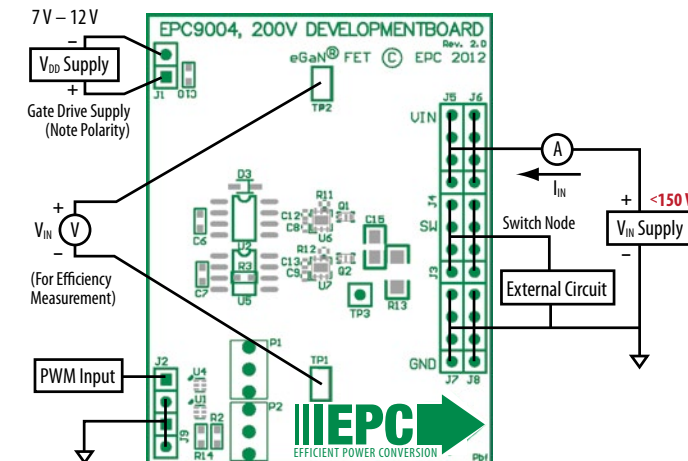 7 V – 12 V
EPC9004, 200V DEVELOPMENTBOARD
Rev. 2.0
eGaN® FET © EPC 2012
–
VDD Supply
+
Gate Drive Supply
(Note Polarity)
J1
C10
TP2
J5 J6
VIN
A
IIN
+
<150 V
VIN Supply
–
D3
R11
Q1
C12
C8
U6
C15
J4
SW
Switch Node
+
VIN
V
–
C6
U2
R12
C13
C9
U7
Q2
J3
(For Efficiency
Measurement)
C7
R3
U5
TP3
R13
External Circuit
P1
TP1
GND
J7 J8
PWM Input
J2
U4
U1
P2
R2
J9
R14
EPC
EFFICIENT POWER CONVERSION
Pbf